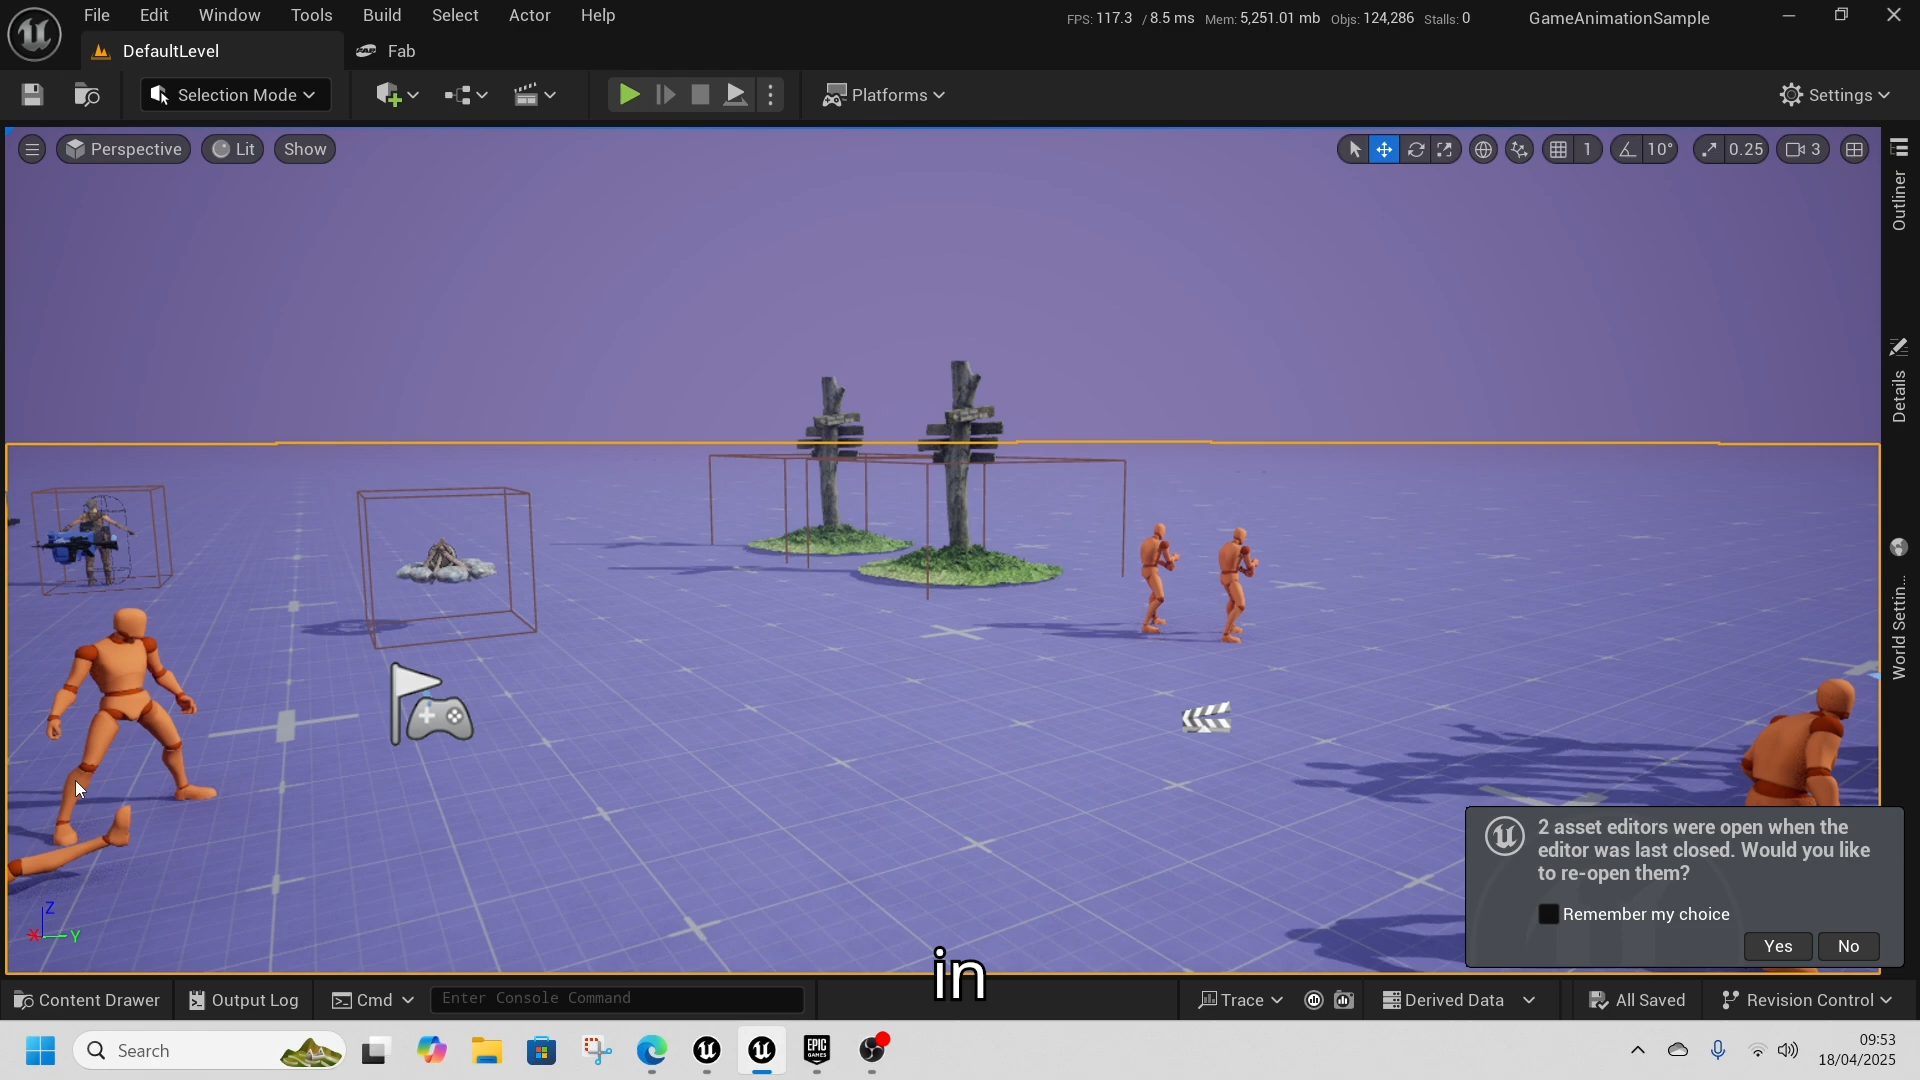 File Edit Window Tools Build Select Actor Help
FPS: 117.3 / 8.5 ms Mem: 5,251.01 mb Objs: 124,286 Stalls: 0
GameAnimationSample
DefaultLevel
Fab
Selection Mode
Platforms
Settings
Perspective
Lit
Show
1
10°
0.25
3
Outliner
Details
World Settin...
2 asset editors were open when the
editor was last closed. Would you like
to re-open them?
Remember my choice
Yes
No
Z
X
Y
in
Content Drawer
Output Log
Cmd
Enter Console Command
Trace
Derived Data
All Saved
Revision Control
Search
EPIC
GAMES
09:53
18/04/2025